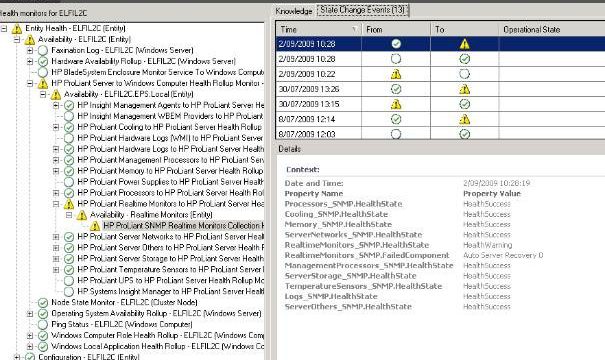 Health monitors for ELFIL2C
Entity Health - ELFIL2C (Entity)
Availability - ELFIL2C (Entity)
Faxination Log - ELFIL2C (Windows Server)
Hardware Availability Rollup - ELFIL2C (Windows Server)
HP BladeSystem Enclosure Monitor Service To Windows Comput
HP ProLiant Server to Windows Computer Health Rollup Monitor -
Availability - ELFIL2C.EPS.Local (Entity)
HP Insight Management Agents to HP ProLiant Server He
HP Insight Management WBEM Providers to HP ProLiant
HP ProLiant Cooling to HP ProLiant Server Health Rollup
HP ProLiant Hardware Logs (WMI) to HP ProLiant Server
HP ProLiant Hardware Logs to HP ProLiant Server Health
HP ProLiant Management Processors to HP ProLiant Serv
HP ProLiant Memory to HP ProLiant Server Health Rollup
HP ProLiant Power Supplies to HP ProLiant Server Health
HP ProLiant Processors to HP ProLiant Server Health Rol
HP ProLiant Realtime Monitors to HP ProLiant Server Hea
Availability - Realtime Monitors (Entity)
HP ProLiant SNMP Realtime Monitors Collection H
HP ProLiant Server Networks to HP ProLiant Server Healt
HP ProLiant Server Others to HP ProLiant Server Health F
HP ProLiant Server Storage to HP ProLiant Server Health
HP ProLiant Temperature Sensors to HP ProLiant Server
HP ProLiant UPS to HP ProLiant Server Health Rollup Mo
HP Systems Insight Manager to HP ProLiant Server Healt
Node State Monitor - ELFIL2C (Cluster Node)
Operating System Availability Rollup - ELFIL2C (Windows Server)
Ping Status - ELFIL2C (Windows Computer)
Windows Computer Role Health Rollup - ELFIL2C (Windows Com
Windows Local Application Health Rollup - ELFIL2C (Windows Co
Configuration - ELFIL2C (Entity)
Knowledge State Change Events (13)
Time From To Operational State
2/09/2009 10:28
2/09/2009 10:28
2/09/2009 10:22
30/07/2009 13:26
30/07/2009 13:15
8/07/2009 12:14
8/07/2009 12:03
Details
Context:
Date and Time: 2/09/2009 10:28:19
Property Name Property Value
Processors_SNMP.HealthState HealthSuccess
Cooling_SNMP.HealthState HealthSuccess
Memory_SNMP.HealthState HealthSuccess
ServerNetworks_SNMP.HealthState HealthSuccess
RealtimeMonitors_SNMP.HealthState HealthWarning
RealtimeMonitors_SNMP.FailedComponent Auto Server Recovery 0
ManagementProcessors_SNMP.HealthState HealthSuccess
ServerStorage_SNMP.HealthState HealthSuccess
TemperatureSensors_SNMP.HealthState HealthSuccess
Logs_SNMP.HealthState HealthSuccess
ServerOthers_SNMP.HealthState HealthSuccess